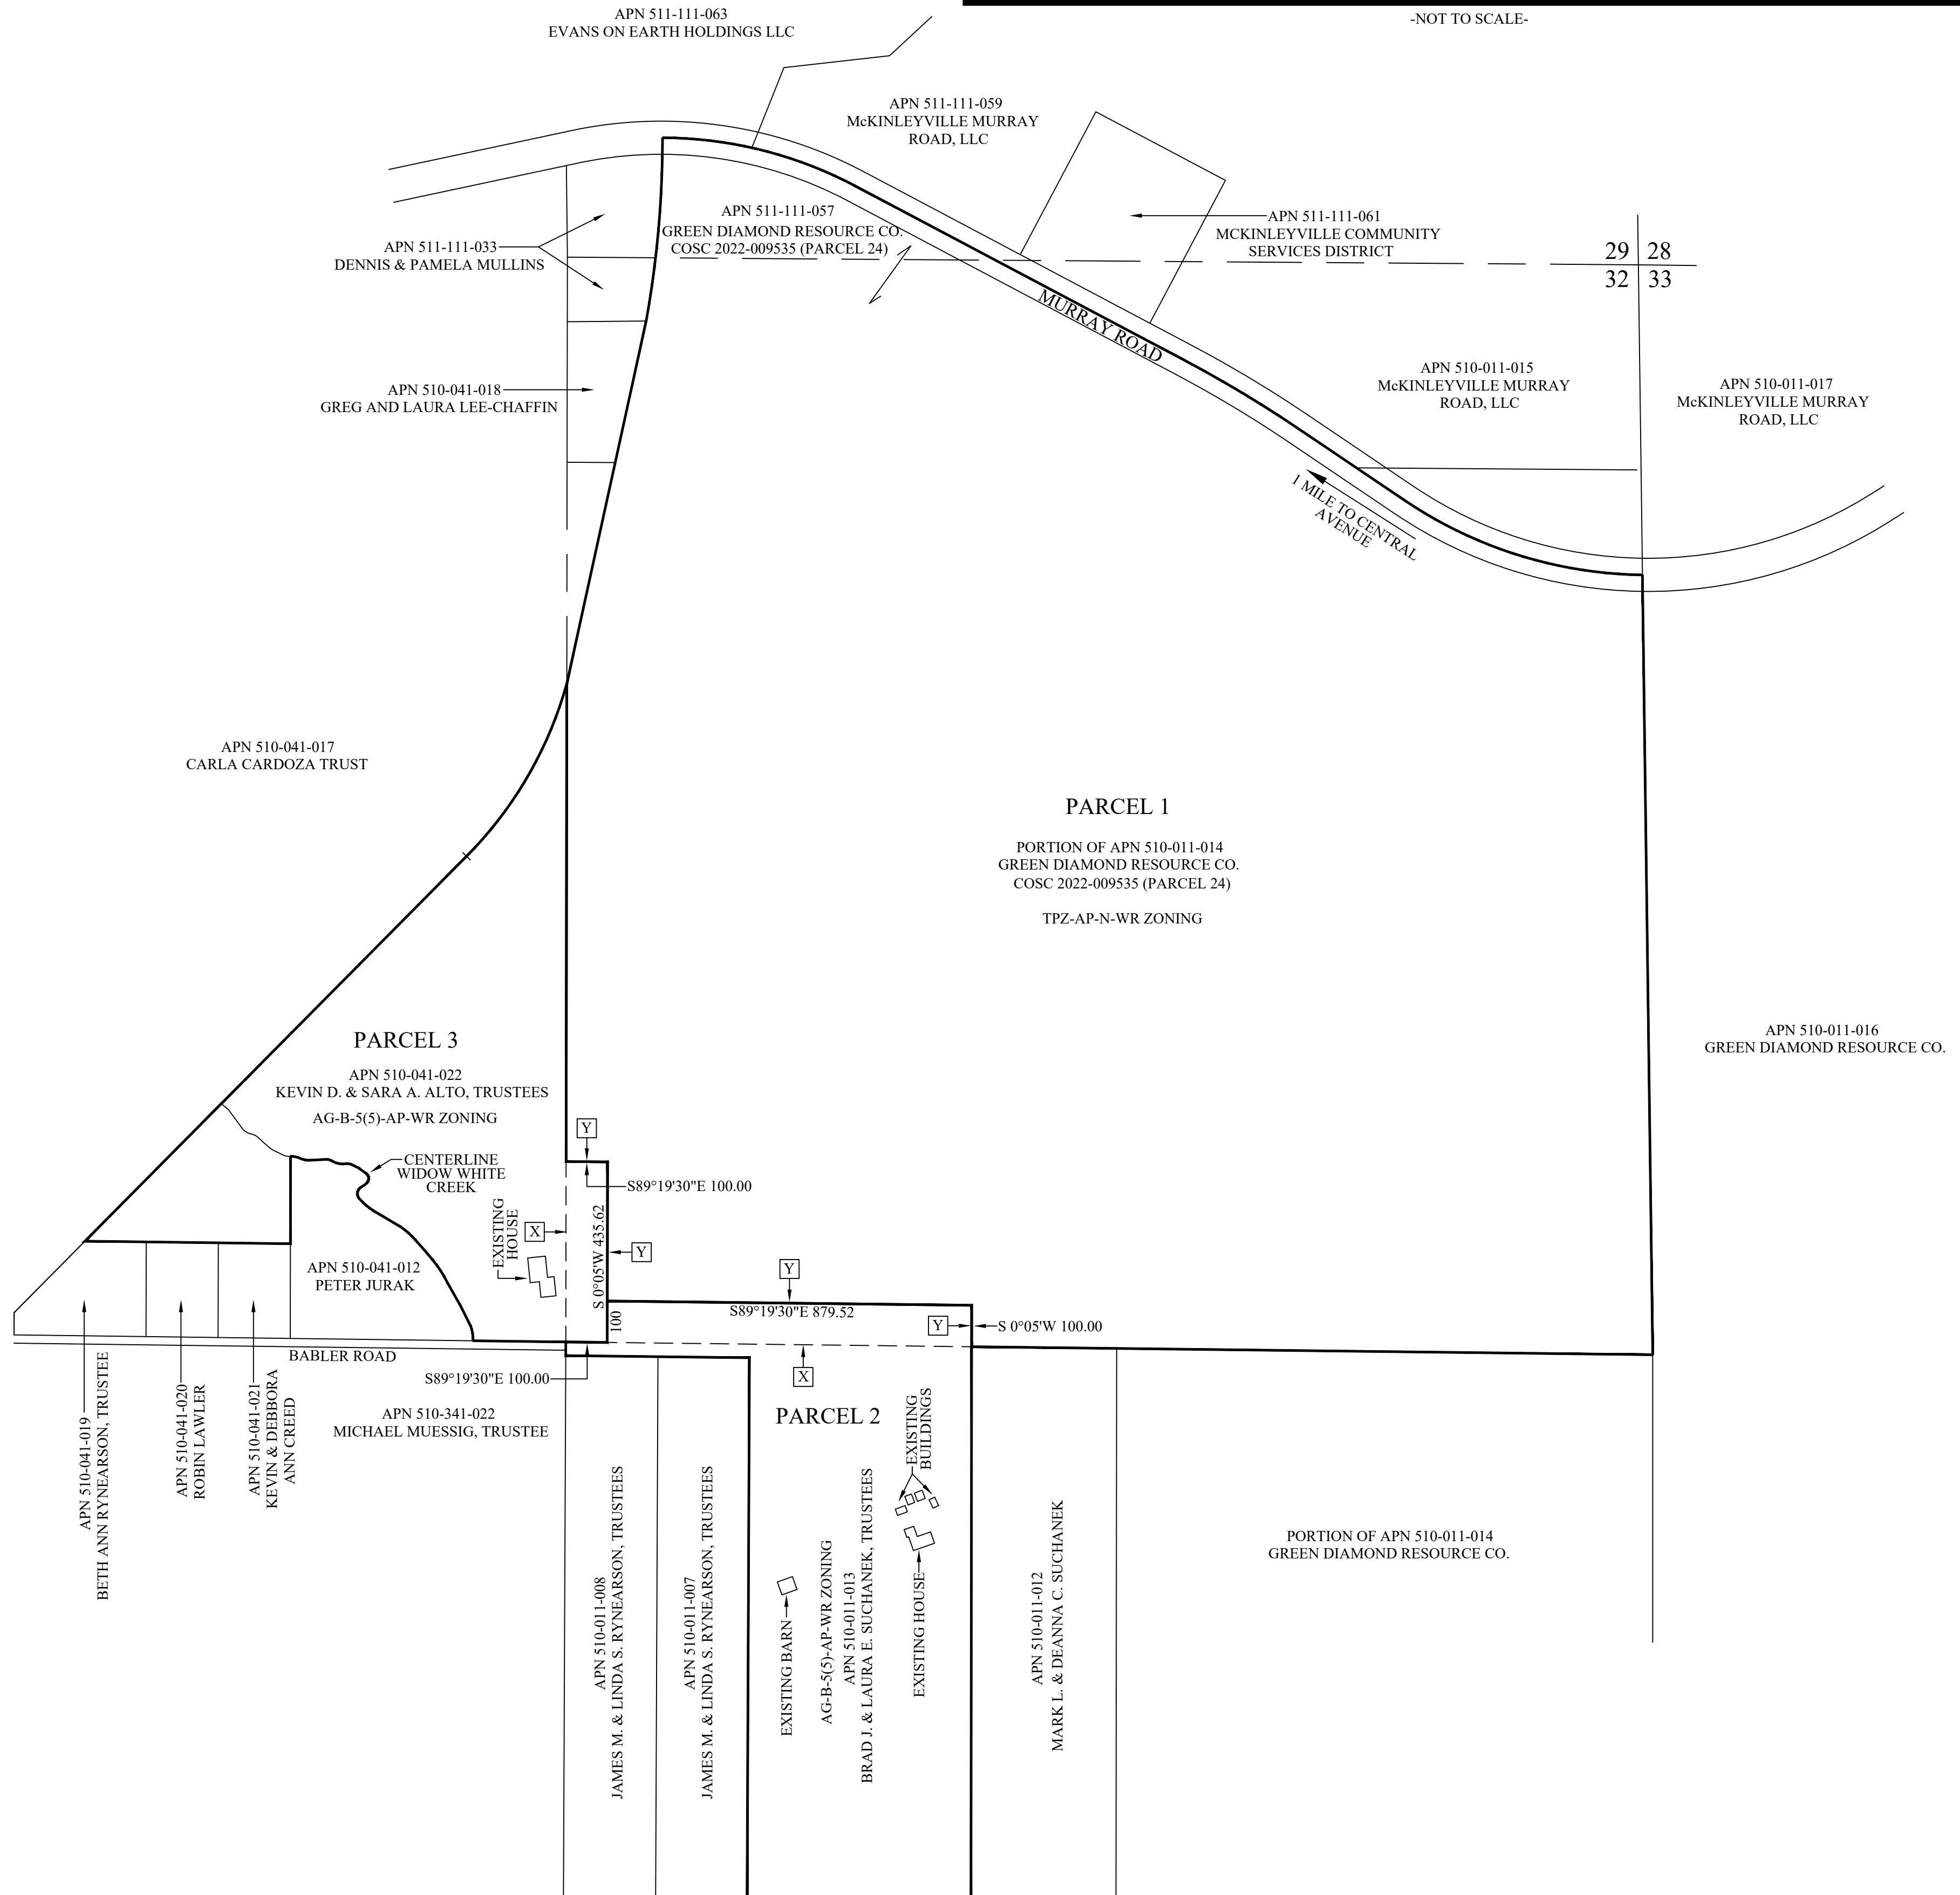 APN 511-111-063
EVANS ON EARTH HOLDINGS LLC
-NOT TO SCALE-
APN 511-111-059
McKINLEYVILLE MURRAY
ROAD, LLC
APN 511-111-057
GREEN DIAMOND RESOURCE CO.
COSC 2022-009535 (PARCEL 24)
APN 511-111-061
MCKINLEYVILLE COMMUNITY
SERVICES DISTRICT
29 28
32 33
APN 511-111-033
DENNIS & PAMELA MULLINS
MURRAY ROAD
APN 510-041-018
GREG AND LAURA LEE-CHAFFIN
APN 510-011-015
McKINLEYVILLE MURRAY
ROAD, LLC
APN 510-011-017
McKINLEYVILLE MURRAY
ROAD, LLC
1 MILE TO CENTRAL
AVENUE
APN 510-041-017
CARLA CARDOZA TRUST
PARCEL 1
PORTION OF APN 510-011-014
GREEN DIAMOND RESOURCE CO.
COSC 2022-009535 (PARCEL 24)
TPZ-AP-N-WR ZONING
APN 510-011-016
GREEN DIAMOND RESOURCE CO.
PARCEL 3
APN 510-041-022
KEVIN D. & SARA A. ALTO, TRUSTEES
AG-B-5(5)-AP-WR ZONING
Y
CENTERLINE
WIDOW WHITE
CREEK
S89°19'30"E 100.00
EXISTING
HOUSE
X
S 0°05'W 435.62
Y
APN 510-041-012
PETER JURAK
Y
S89°19'30"E 879.52
100
Y
S 0°05'W 100.00
BABLER ROAD
S89°19'30"E 100.00
X
APN 510-041-019
BETH ANN RYNEARSON, TRUSTEE
APN 510-041-020
ROBIN LAWLER
APN 510-041-021
KEVIN & DEBBORA
ANN CREED
APN 510-341-022
MICHAEL MUESSIG, TRUSTEE
PARCEL 2
EXISTING
BUILDINGS
APN 510-011-008
JAMES M. & LINDA S. RYNEARSON, TRUSTEES
APN 510-011-007
JAMES M. & LINDA S. RYNEARSON, TRUSTEES
EXISTING BARN
AG-B-5(5)-AP-WR ZONING
APN 510-011-013
BRAD J. & LAURA E. SUCHANEK, TRUSTEES
EXISTING HOUSE
APN 510-011-012
MARK L. & DEANNA C. SUCHANEK
PORTION OF APN 510-011-014
GREEN DIAMOND RESOURCE CO.